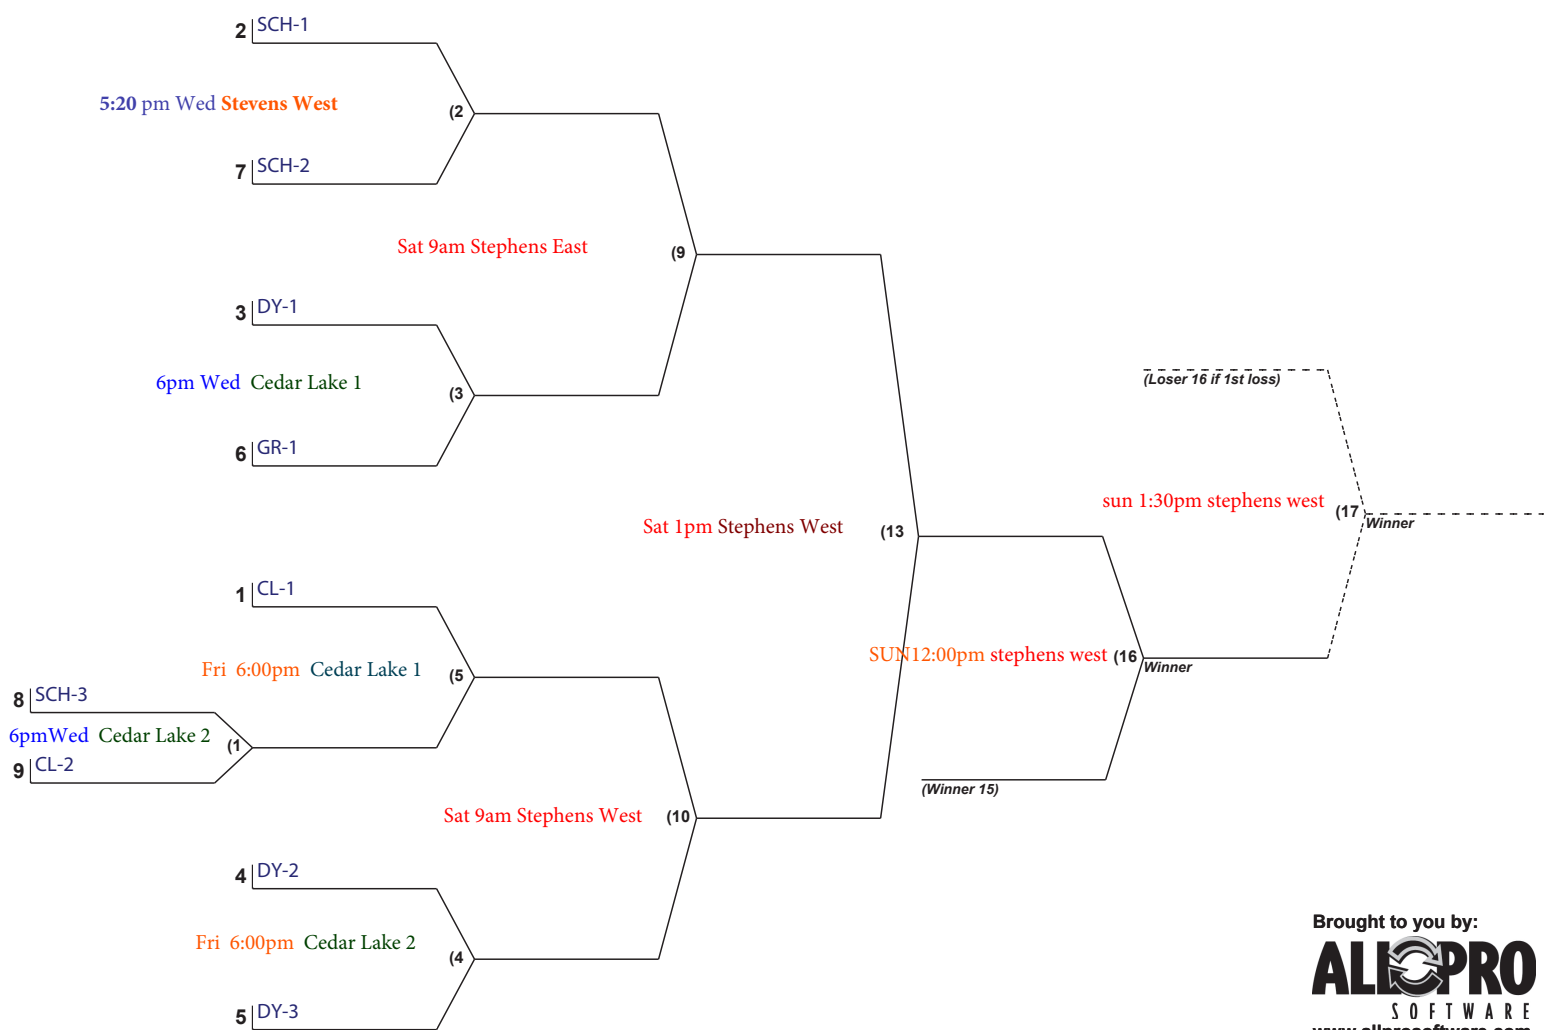 2 SCH-1
5:20 pm Wed Stevens West
(2
7 SCH-2
Sat 9am Stephens East
(9
3 DY-1
6pm Wed Cedar Lake 1
(3
6 GR-1
(Loser 16 if 1st loss)
sun 1:30pm stephens west
(17
Winner
Sat 1pm Stephens West
(13
1 CL-1
Fri 6:00pm Cedar Lake 1
(5
SUN12:00pm stephens west (16
Winner
8 SCH-3
6pmWed Cedar Lake 2
(1
9 CL-2
(Winner 15)
Sat 9am Stephens West
(10
4 DY-2
Fri 6:00pm Cedar Lake 2
(4
5 DY-3
Brought to you by:
ALL PRO
SOFTWARE
www.allprosoftware.com